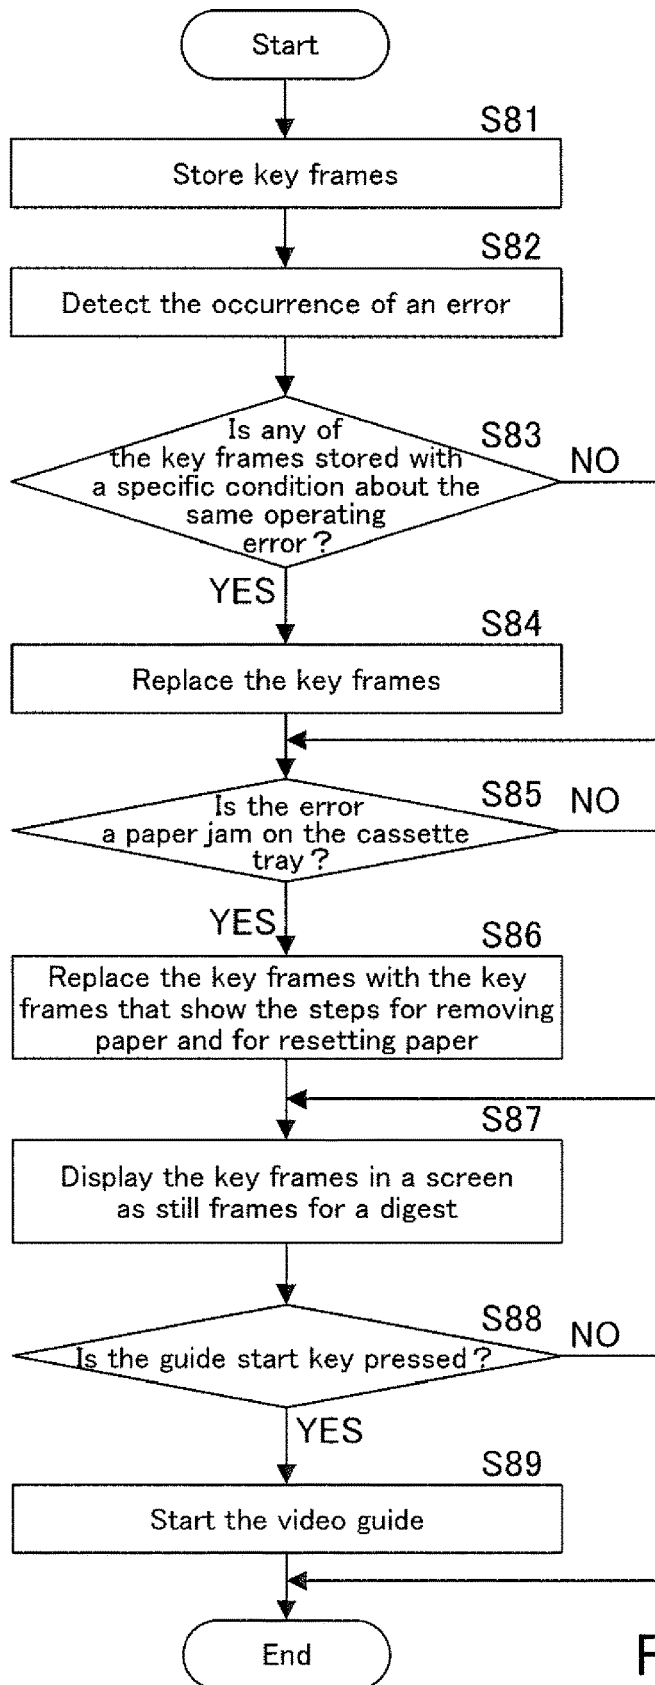 Start
S81
Store key frames
S82
Detect the occurrence of an error
S83
Is any of
the key frames stored with
a specific condition about the
same operating
error?
NO
YES
S84
Replace the key frames
S85
Is the error
a paper jam on the cassette
tray?
NO
YES
S86
Replace the key frames with the key
frames that show the steps for removing
paper and for resetting paper
S87
Display the key frames in a screen
as still frames for a digest
S88
Is the guide start key pressed?
NO
YES
S89
Start the video guide
End
F